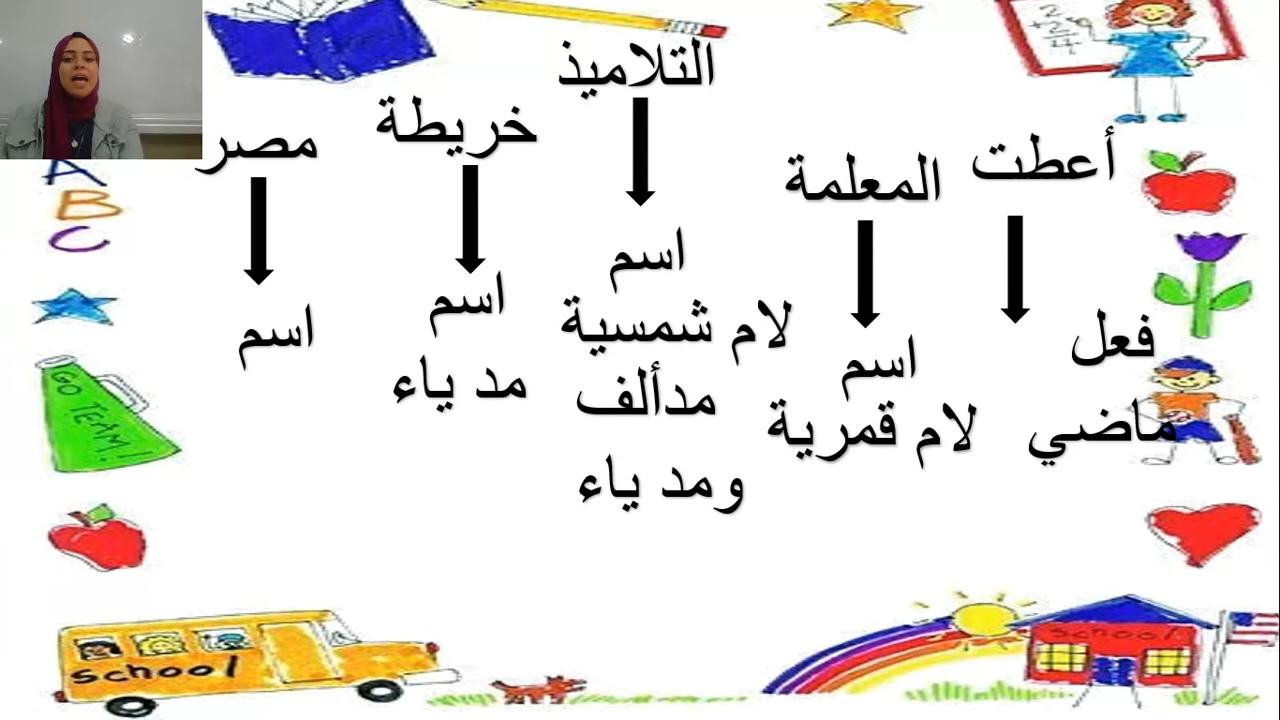 أعطت
المعلمة
التلاميذ
خريطة
مصر
فعل
ماضي
اسم
لام قمرية
اسم
لام شمسية
مدألف
ومد ياء
اسم
مد ياء
اسم
A
B
C
GO TEAM!
School
School